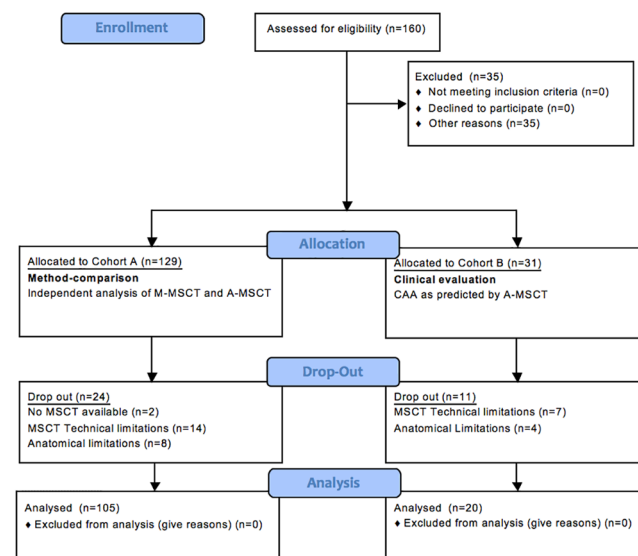 Enrollment
Assessed for eligibility (n=160)
Excluded (n=35)
♦ Not meeting inclusion criteria (n=0)
♦ Declined to participate (n=0)
♦ Other reasons (n=35)
Allocation
Allocated to Cohort A (n=129)
Method-comparison
Independent analysis of M-MSCT and A-MSCT
Allocated to Cohort B (n=31)
Clinical evaluation
CAA as predicted by A-MSCT
Drop-Out
Drop out (n=24)
No MSCT available (n=2)
MSCT Technical limitations (n=14)
Anatomical limitations (n=8)
Drop out (n=11)
MSCT Technical limitations (n=7)
Anatomical Limitations (n=4)
Analysis
Analysed (n=105)
♦ Excluded from analysis (give reasons) (n=0)
Analysed (n=20)
♦ Excluded from analysis (give reasons) (n=0)